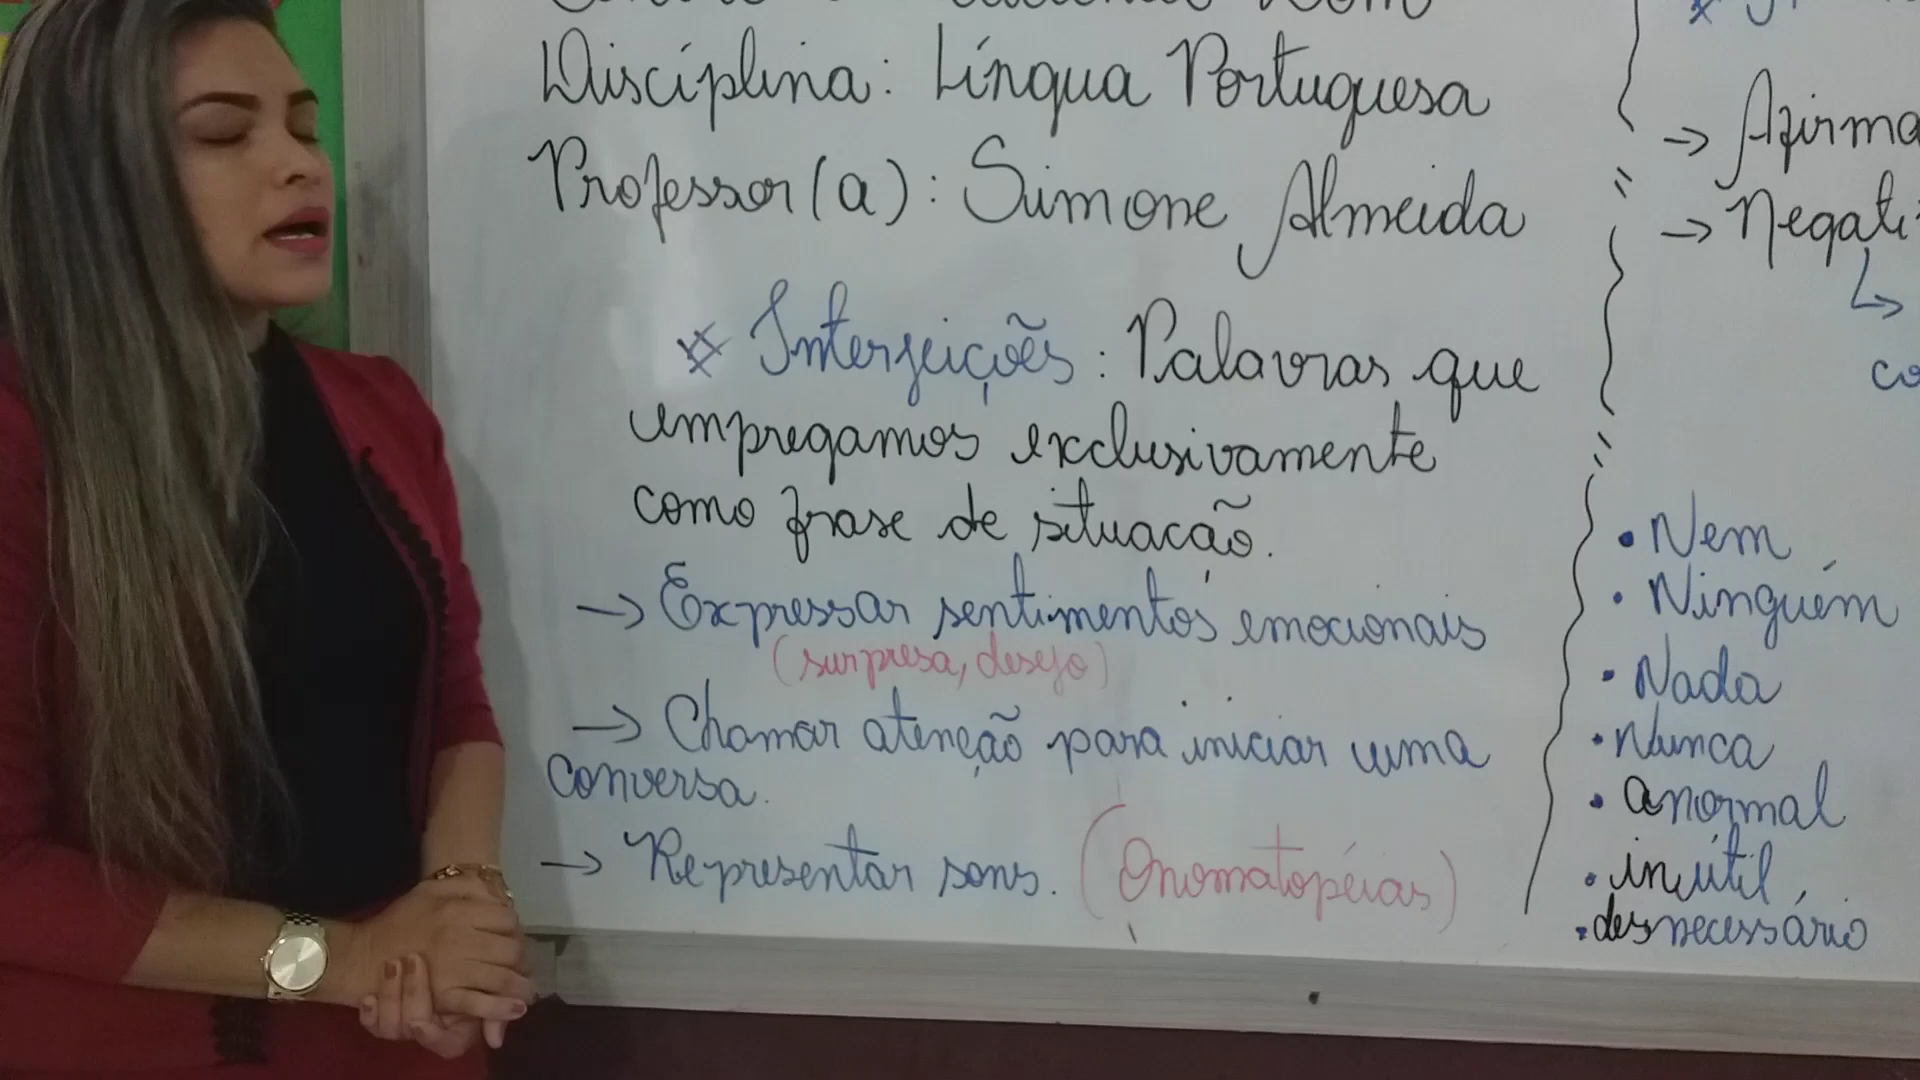 Disciplina: Língua Portuguesa
Professor(a): Simone Almeida
* Interjeições: Palavras que
empregamos exclusivamente
como frase de situação.
→ Expressar sentimentos emocionais
(surpresa, desejo)
→ Chamar atenção para iniciar uma
conversa.
→ Representar sons. (Onomatopéias)
→ Afirma
→ Negati
co
• Nem
• Ninguém
• Nada
• Nunca
• anormal
• inútil,
• desnecessário